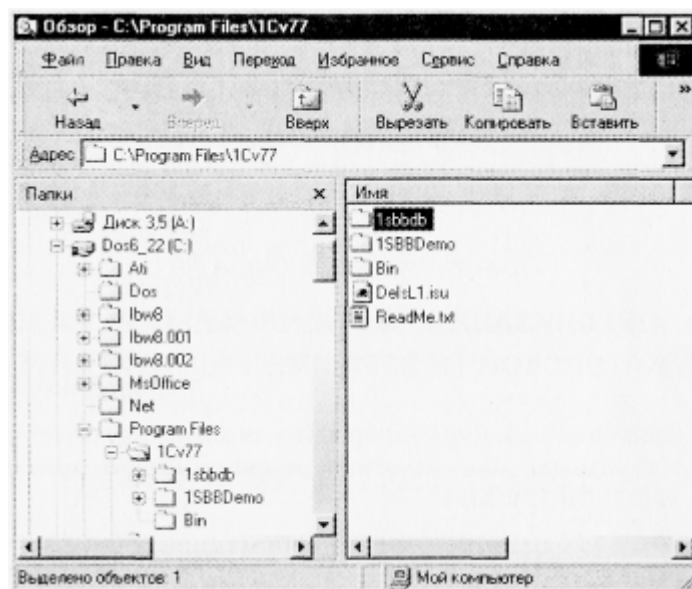 Обзор - C:\Program Files\1Cv77
Файл Правка Вид Переход Избранное Сервис Справка
Назад Вперед Вверх Вырезать Копировать Вставить »
Адрес C:\Program Files\1Cv77
Папки
Диск 3,5 (A:)
Dos6_22 (C:)
Ati
Dos
Ibw8
Ibw8.001
Ibw8.002
MsOffice
Net
Program Files
1Cv77
1sbbdb
1SBBDemo
Bin
Имя
1sbbdb
1SBBDemo
Bin
DelsL1.isu
ReadMe.txt
Выделено объектов: 1
Мой компьютер